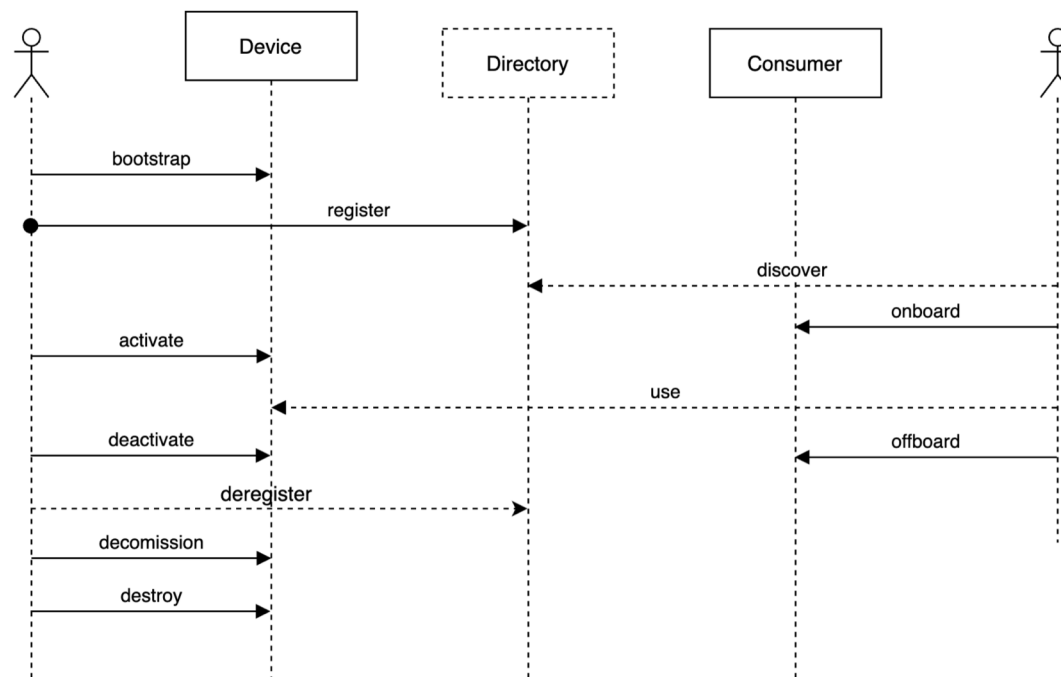 Device
Directory
Consumer
bootstrap
register
discover
onboard
activate
use
deactivate
offboard
deregister
decomission
destroy